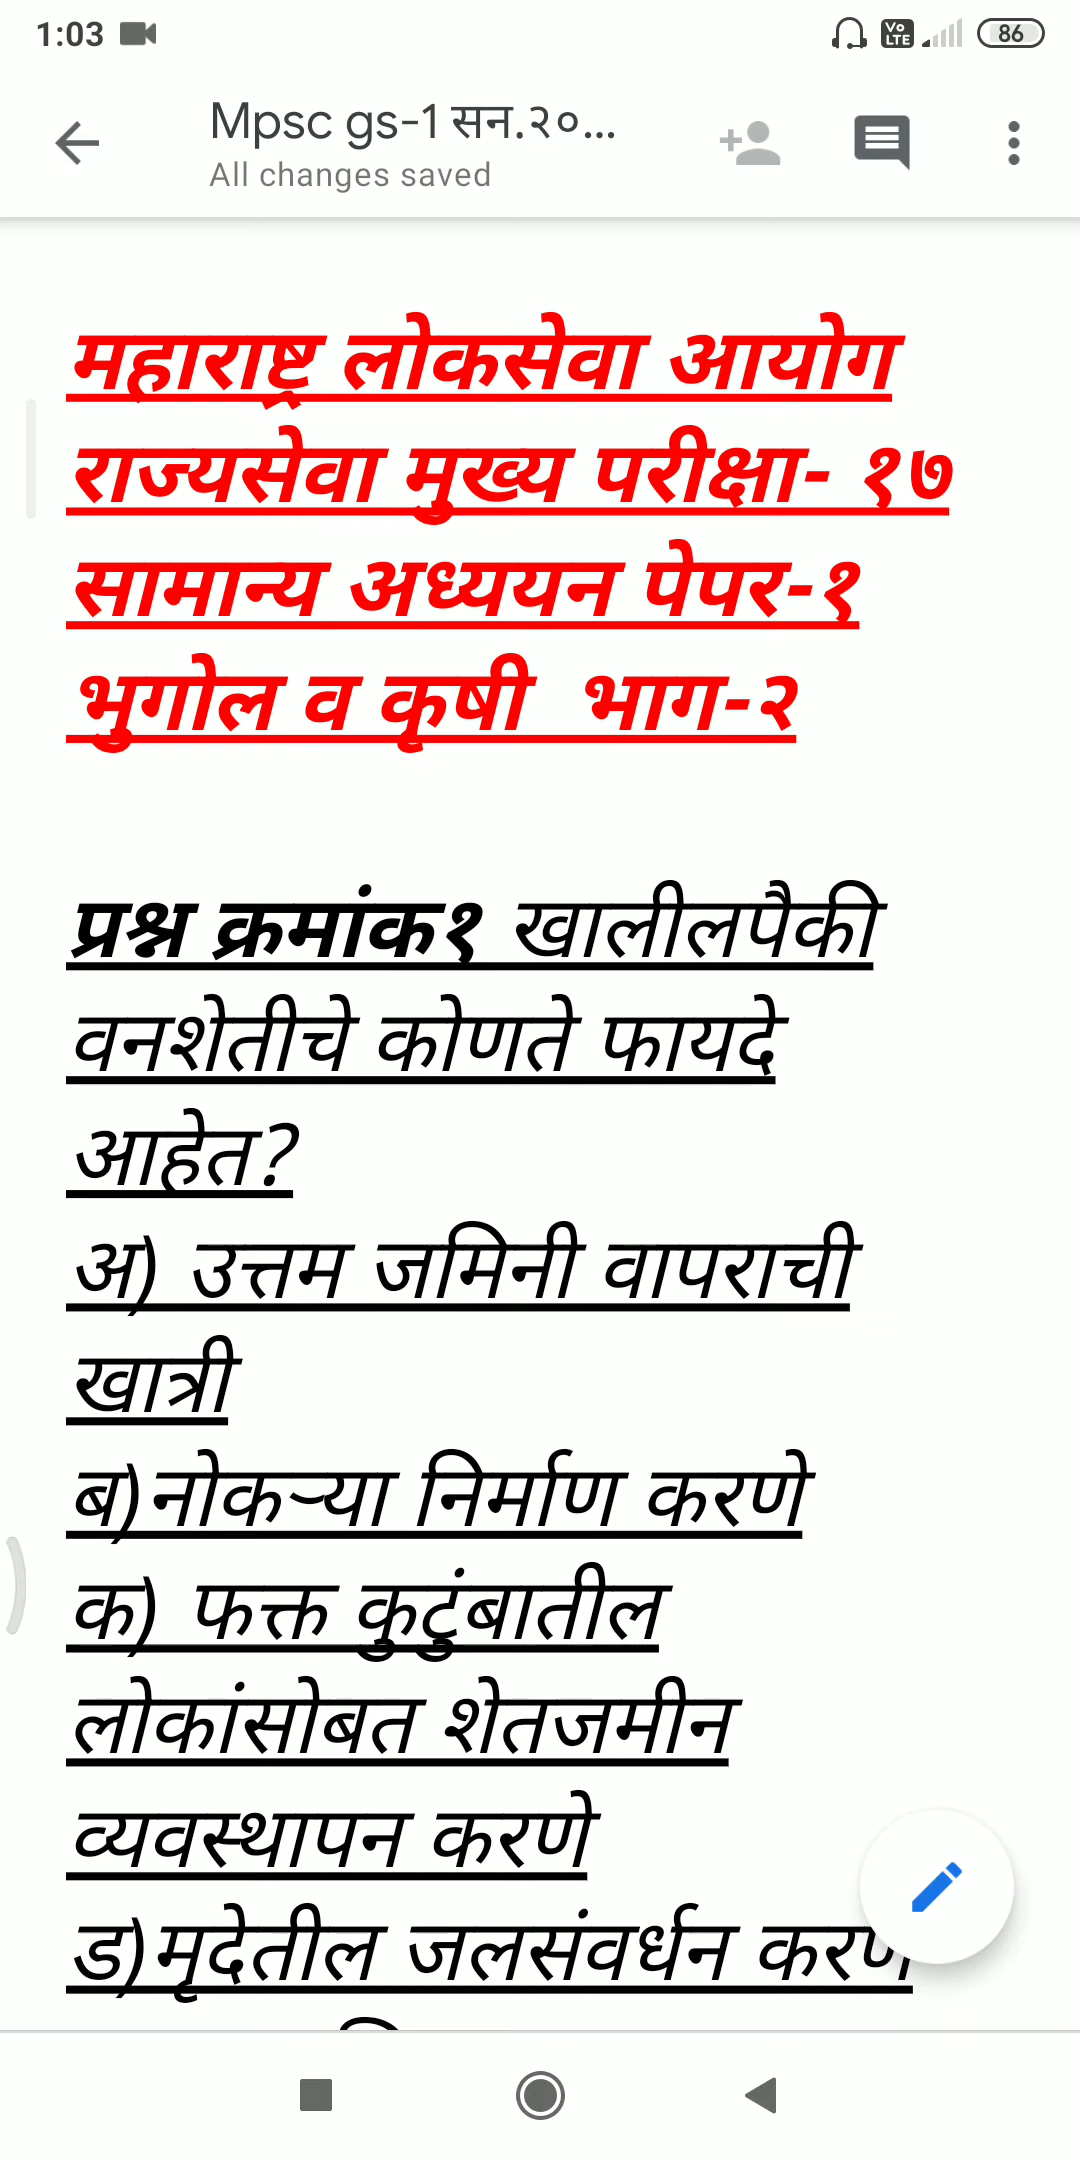 1:03
Vo LTE
86
Mpsc gs-1 सन.२०...
All changes saved
महाराष्ट्र लोकसेवा आयोग
राज्यसेवा मुख्य परीक्षा- १७
सामान्य अध्ययन पेपर-१
भुगोल व कृषी भाग-२
प्रश्न क्रमांक१ खालीलपैकी
वनशेतीचे कोणते फायदे
आहेत?
अ) उत्तम जमिनी वापराची
खात्री
ब)नोकऱ्या निर्माण करणे
क) फक्त कुटुंबातील
लोकांसोबत शेतजमीन
व्यवस्थापन करणे
ड)मृदेतील जलसंवर्धन